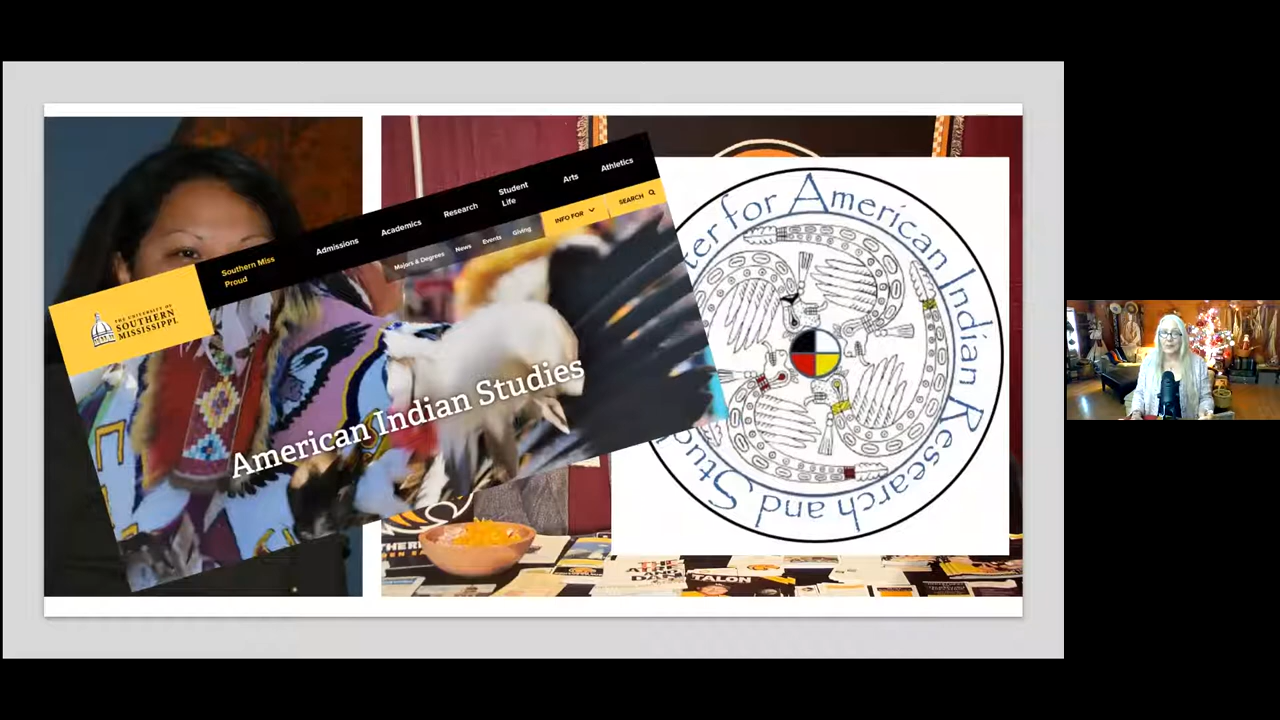 Southern Miss
Proud
Admissions
Academics
Research
Student
Life
Arts
Athletics
Majors & Degrees
News
Events
Giving
INFO FOR
SEARCH
THE UNIVERSITY OF
SOUTHERN
MISSISSIPPI
American Indian Studies
ter for American Indian Research and Stud
TALON